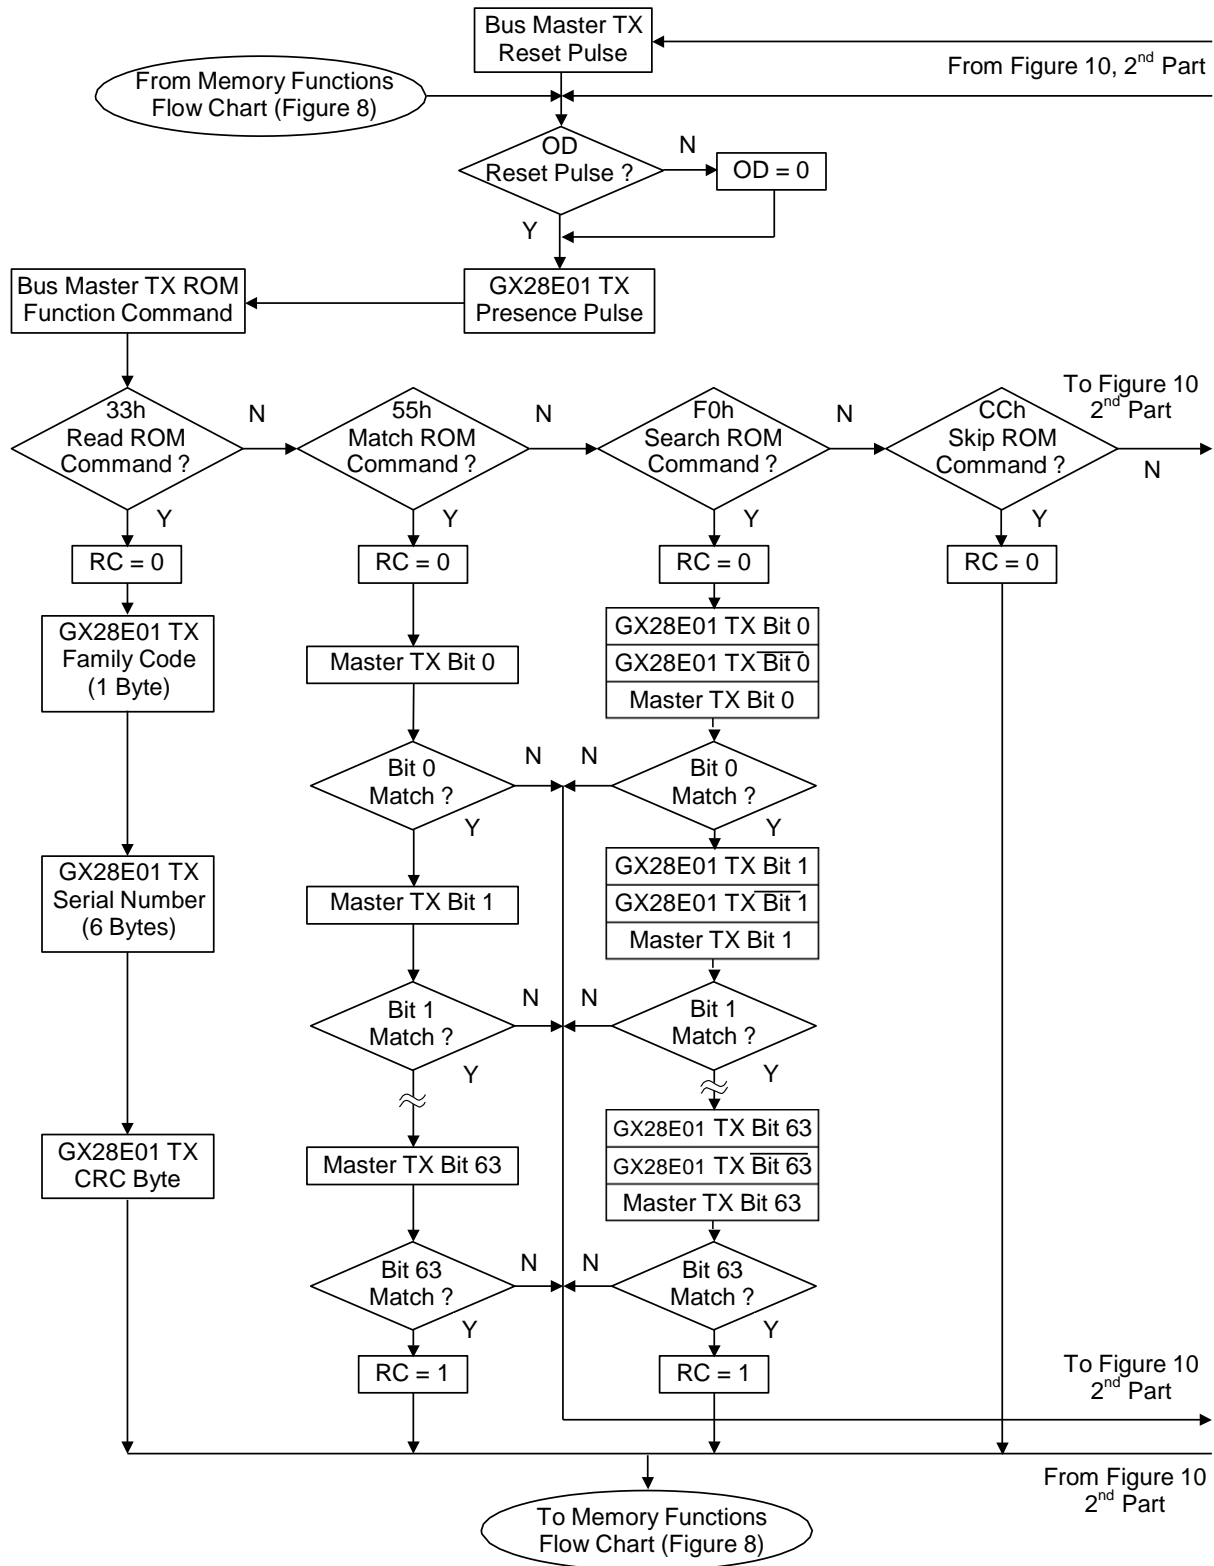 Bus Master TX
Reset Pulse
From Figure 10, 2nd Part
From Memory Functions
Flow Chart (Figure 8)
OD
Reset Pulse ?
N
OD = 0
Y
Bus Master TX ROM
Function Command
GX28E01 TX
Presence Pulse
33h
Read ROM
Command ?
N
55h
Match ROM
Command ?
N
F0h
Search ROM
Command ?
N
CCh
Skip ROM
Command ?
To Figure 10
2nd Part
N
Y
Y
Y
Y
RC = 0
RC = 0
RC = 0
RC = 0
GX28E01 TX
Family Code
(1 Byte)
Master TX Bit 0
GX28E01 TX Bit 0
GX28E01 TX B̅i̅t̅ ̅0̅
Master TX Bit 0
Bit 0
Match ?
N
N
Bit 0
Match ?
Y
Y
GX28E01 TX
Serial Number
(6 Bytes)
Master TX Bit 1
GX28E01 TX Bit 1
GX28E01 TX B̅i̅t̅ ̅1̅
Master TX Bit 1
Bit 1
Match ?
N
N
Bit 1
Match ?
Y
Y
GX28E01 TX
CRC Byte
Master TX Bit 63
GX28E01 TX Bit 63
GX28E01 TX B̅i̅t̅ ̅6̅3̅
Master TX Bit 63
Bit 63
Match ?
N
N
Bit 63
Match ?
Y
Y
RC = 1
RC = 1
To Figure 10
2nd Part
From Figure 10
2nd Part
To Memory Functions
Flow Chart (Figure 8)